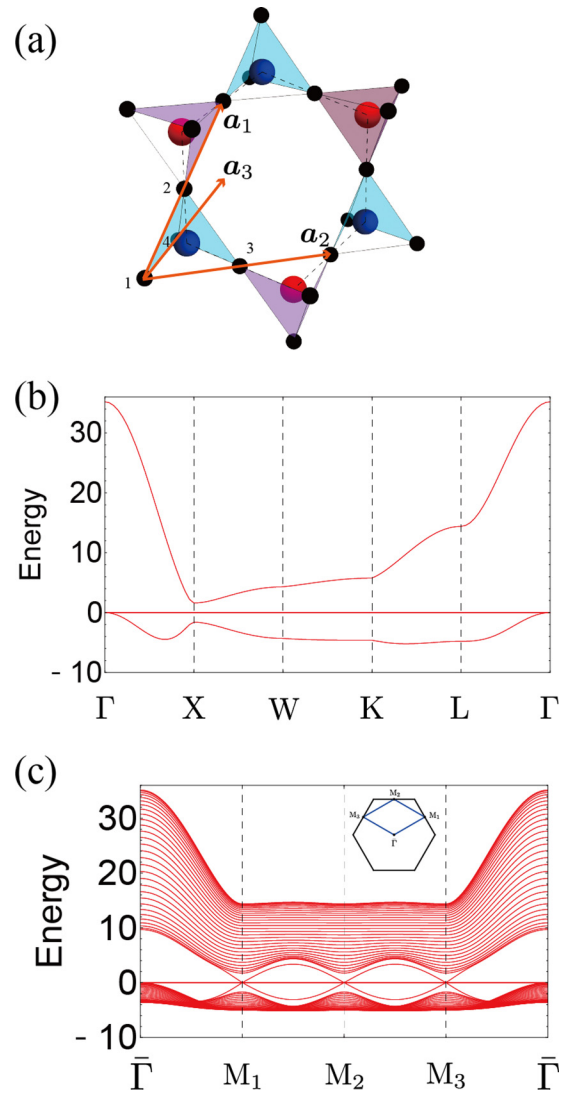 (a)
a1
a3
2
4
3
a2
1
(b)
Energy
30
20
10
0
- 10
Γ X W K L Γ
(c)
Energy
30
20
10
0
- 10
M2
M3 M1
Γ̄
Γ̄ M1 M2 M3 Γ̄